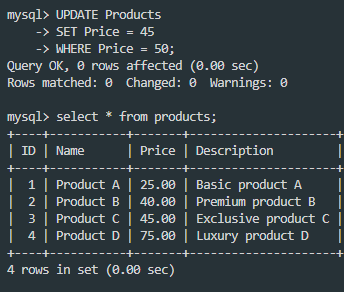 mysql> UPDATE Products
    -> SET Price = 45
    -> WHERE Price = 50;
Query OK, 0 rows affected (0.00 sec)
Rows matched: 0  Changed: 0  Warnings: 0

mysql> select * from products;
+----+-----------+-------+---------------------+
| ID | Name      | Price | Description         |
+----+-----------+-------+---------------------+
|  1 | Product A | 25.00 | Basic product A     |
|  2 | Product B | 40.00 | Premium product B   |
|  3 | Product C | 45.00 | Exclusive product C |
|  4 | Product D | 75.00 | Luxury product D    |
+----+-----------+-------+---------------------+
4 rows in set (0.00 sec)